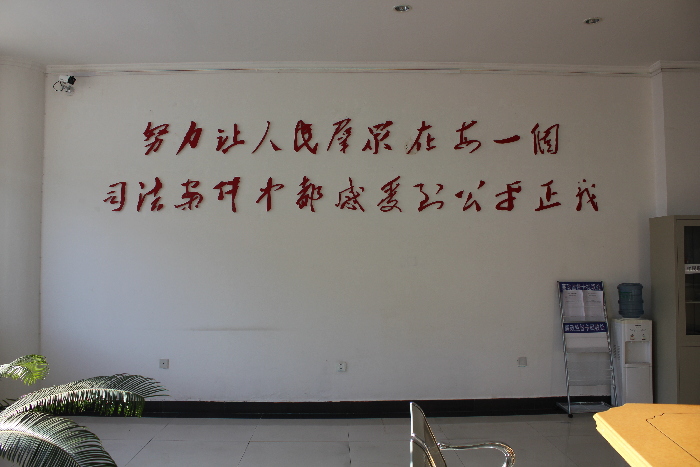 努力让人民群众在每一個
司法案件中都感受到公平正义